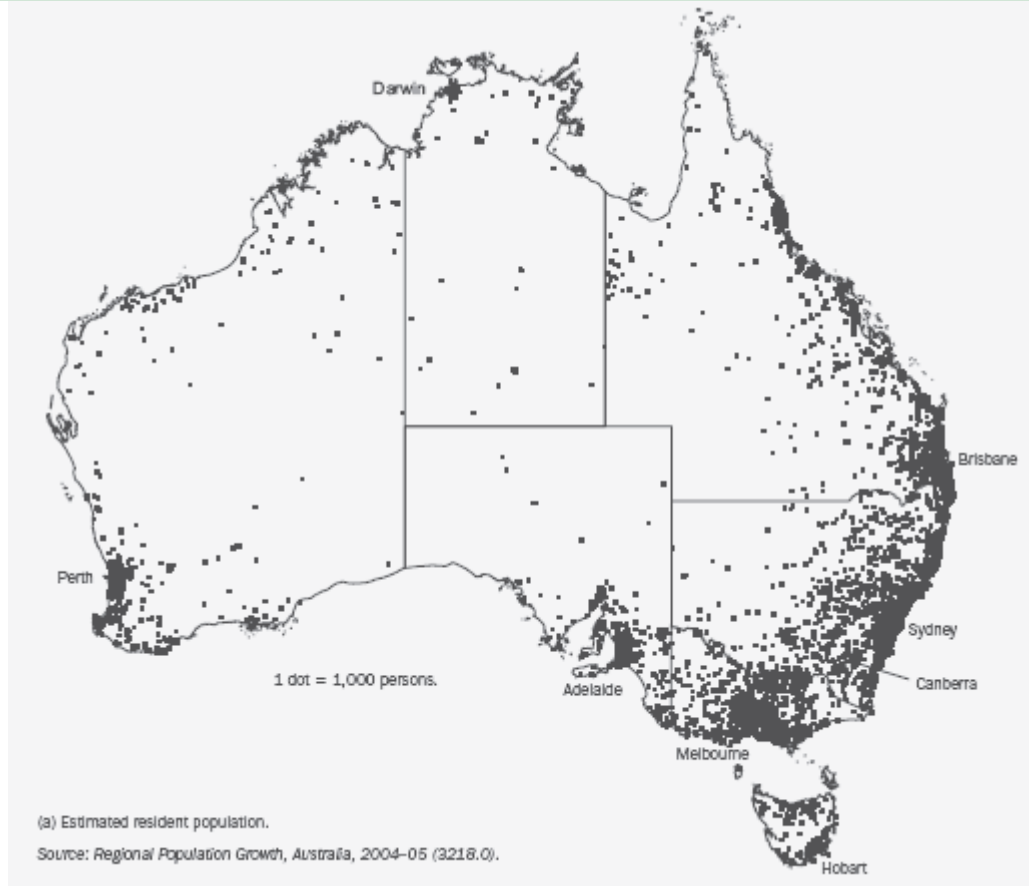 Darwin
Brisbane
Perth
Sydney
1 dot = 1,000 persons.
Canberra
Adelaide
Melbourne
(a) Estimated resident population.
Source: Regional Population Growth, Australia, 2004–05 (3218.0).
Hobart